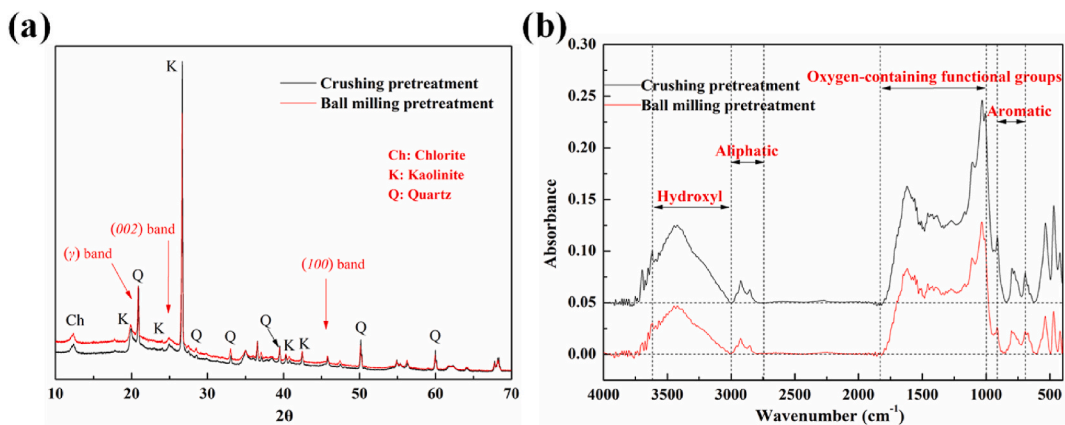 (a)
K
Crushing pretreatment
Ball milling pretreatment
Ch: Chlorite
K: Kaolinite
Q: Quartz
(002) band
(γ) band
(100) band
Q
Ch
K
K
Q
Q
Q
K
K
Q
Q
10
20
30
40
50
60
70
2θ
(b)
0.30
0.25
0.20
0.15
0.10
0.05
0.00
Absorbance
Crushing pretreatment
Ball milling pretreatment
Oxygen-containing functional groups
Aromatic
Aliphatic
Hydroxyl
4000
3500
3000
2500
2000
1500
1000
500
Wavenumber (cm⁻¹)